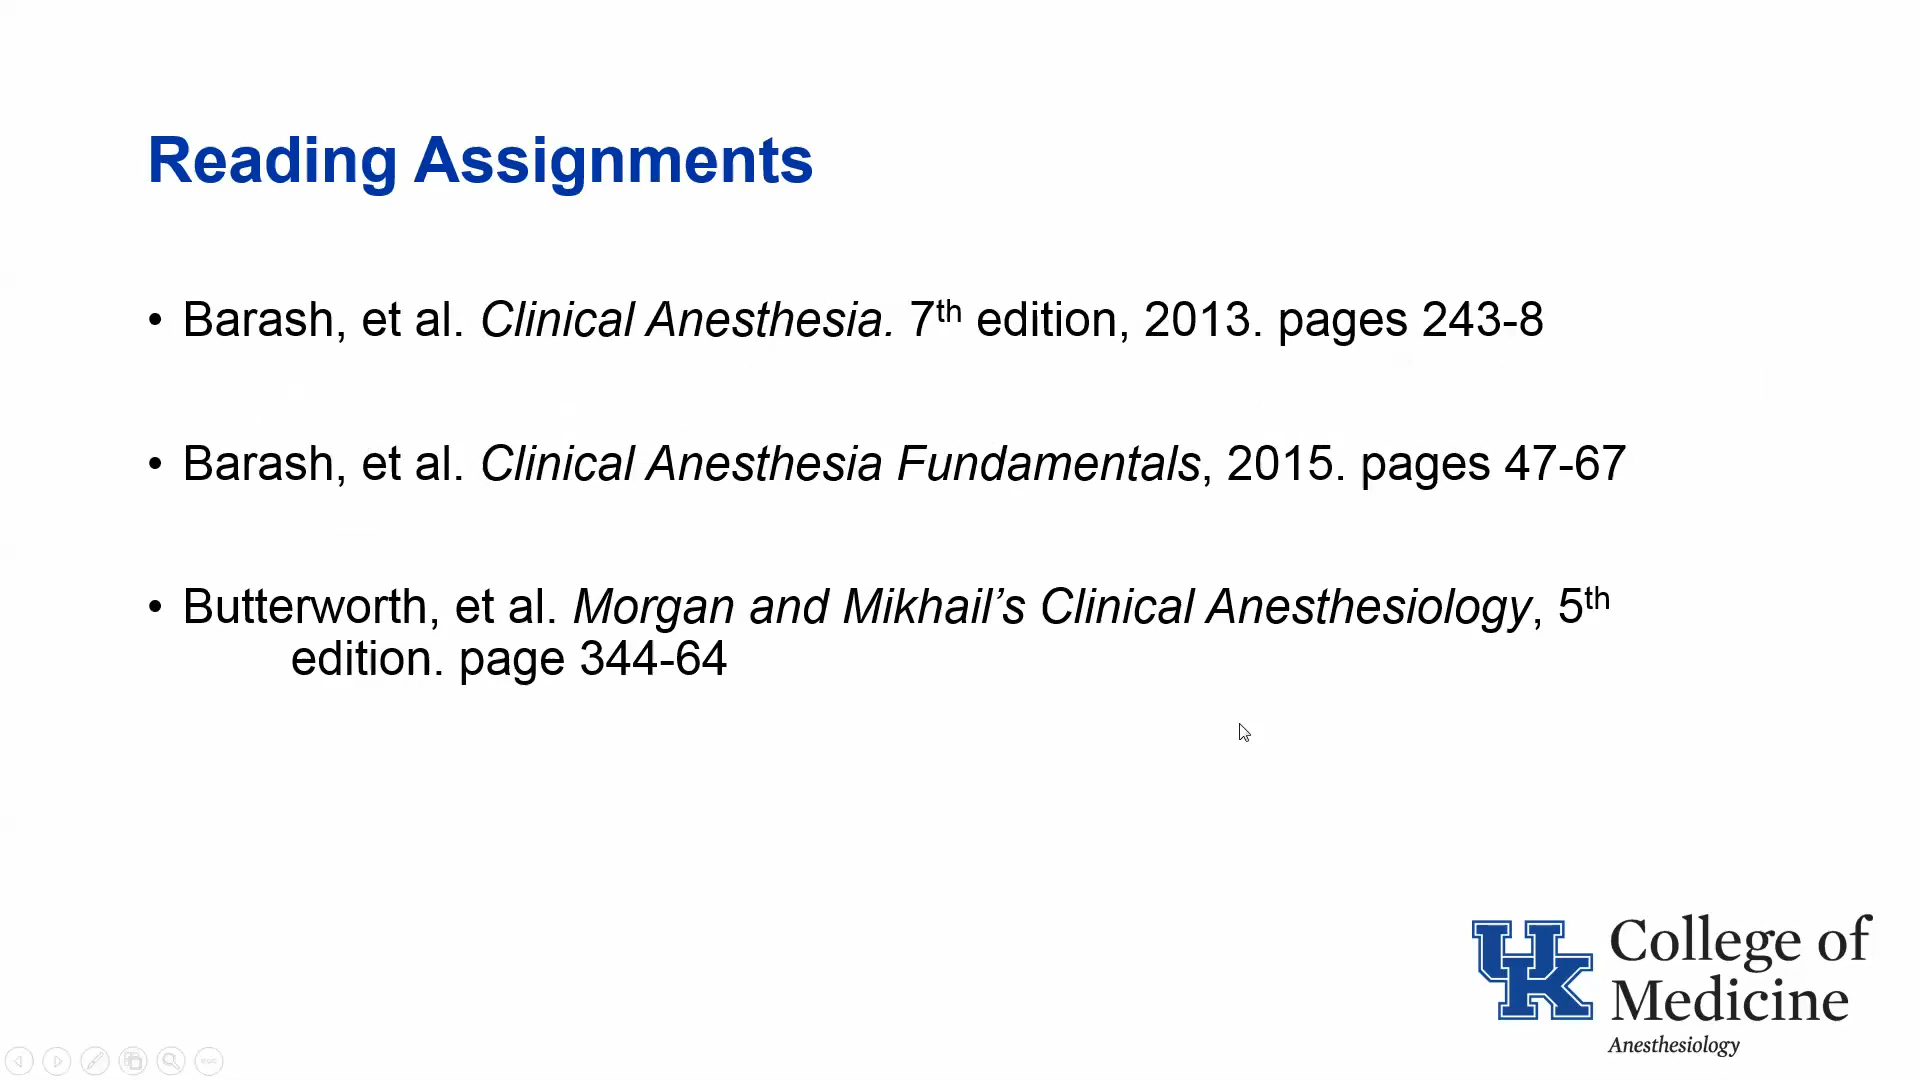 Reading Assignments
• Barash, et al. Clinical Anesthesia. 7th edition, 2013. pages 243-8
• Barash, et al. Clinical Anesthesia Fundamentals, 2015. pages 47-67
• Butterworth, et al. Morgan and Mikhail’s Clinical Anesthesiology, 5th
edition. page 344-64
UK
College of
Medicine
Anesthesiology